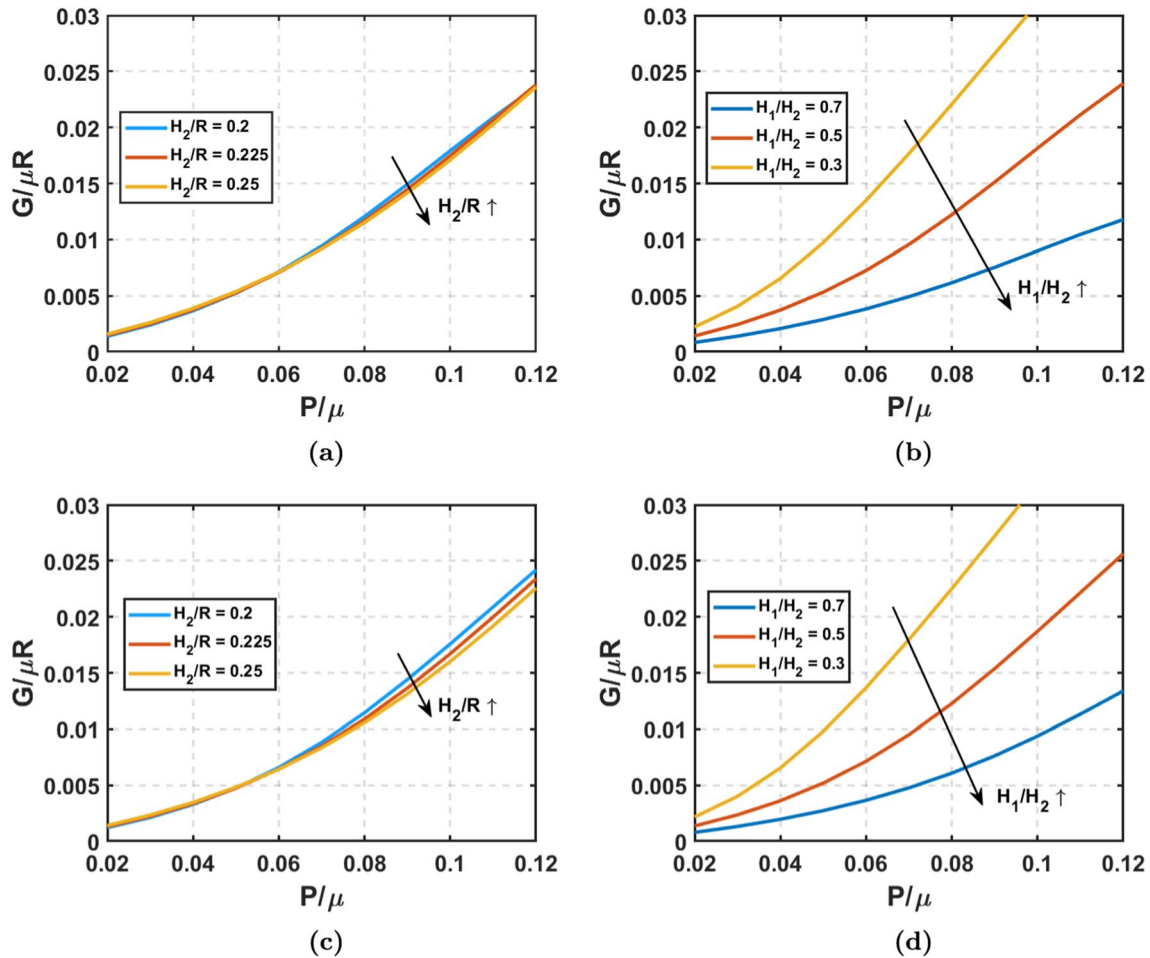 0.03
0.025
0.02
0.015
0.01
0.005
0
G/μR
H2/R = 0.2
H2/R = 0.225
H2/R = 0.25
H2/R ↑
0.02 0.04 0.06 0.08 0.1 0.12
P/μ
(a)
0.03
0.025
0.02
0.015
0.01
0.005
0
G/μR
H1/H2 = 0.7
H1/H2 = 0.5
H1/H2 = 0.3
H1/H2 ↑
0.02 0.04 0.06 0.08 0.1 0.12
P/μ
(b)
0.03
0.025
0.02
0.015
0.01
0.005
0
G/μR
H2/R = 0.2
H2/R = 0.225
H2/R = 0.25
H2/R ↑
0.02 0.04 0.06 0.08 0.1 0.12
P/μ
(c)
0.03
0.025
0.02
0.015
0.01
0.005
0
G/μR
H1/H2 = 0.7
H1/H2 = 0.5
H1/H2 = 0.3
H1/H2 ↑
0.02 0.04 0.06 0.08 0.1 0.12
P/μ
(d)